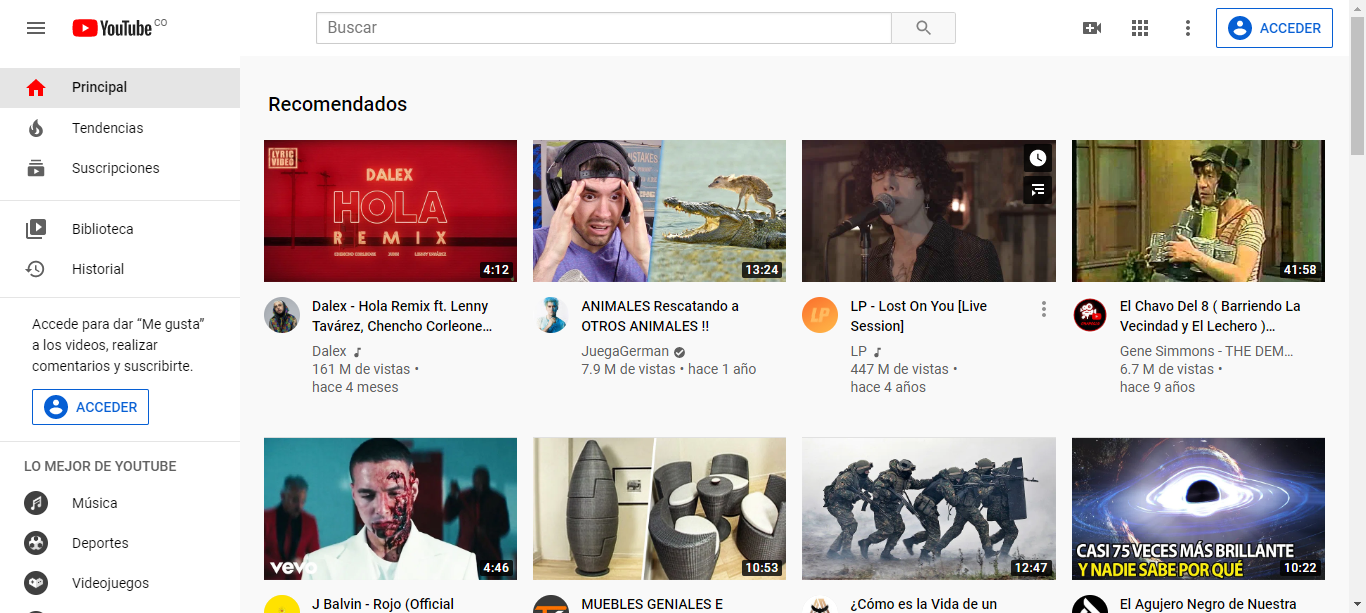 YouTube CO
Buscar
ACCEDER
Principal
Tendencias
Suscripciones
Biblioteca
Historial
Accede para dar “Me gusta”
a los videos, realizar
comentarios y suscribirte.
ACCEDER
LO MEJOR DE YOUTUBE
Música
Deportes
Videojuegos
Recomendados
LYRIC
VIDEO
DALEX
HOLA
REMIX
CHENCHO CORLEONE JUHN LENNY TAVÁREZ
4:12
Dalex - Hola Remix ft. Lenny
Tavárez, Chencho Corleone…
Dalex
161 M de vistas •
hace 4 meses
13:24
ANIMALES Rescatando a
OTROS ANIMALES !!
JuegaGerman
7.9 M de vistas • hace 1 año
LP
LP - Lost On You [Live
Session]
LP
447 M de vistas •
hace 4 años
41:58
El Chavo Del 8 ( Barriendo La
Vecindad y El Lechero )…
Gene Simmons - THE DEM…
6.7 M de vistas •
hace 9 años
vevo
4:46
J Balvin - Rojo (Official
10:53
MUEBLES GENIALES E
12:47
¿Cómo es la Vida de un
CASI 75 VECES MÁS BRILLANTE
Y NADIE SABE POR QUÉ
10:22
El Agujero Negro de Nuestra